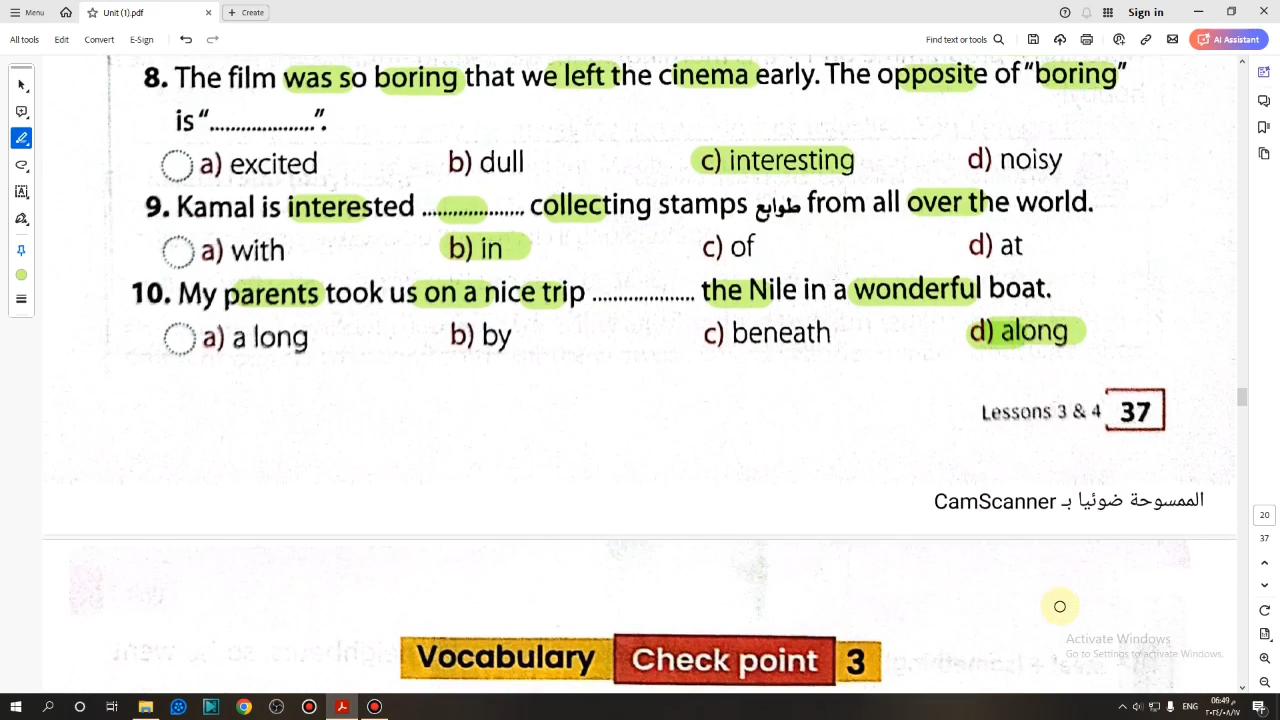 Menu
Unit (1).pdf
Create
Sign in
All tools
Edit
Convert
E-Sign
Find text or tools
AI Assistant
8. The film was so boring that we left the cinema early. The opposite of "boring"
is "....................".
a) excited
b) dull
c) interesting
d) noisy
9. Kamal is interested .................... collecting stamps طوابع from all over the world.
a) with
b) in
c) of
d) at
10. My parents took us on a nice trip .................... the Nile in a wonderful boat.
a) a long
b) by
c) beneath
d) along
Lessons 3 & 4 37
الممسوحة ضوئيا بـ CamScanner
20
37
Vocabulary Check point 3
Activate Windows
Go to Settings to activate Windows.
ENG
06:49 م